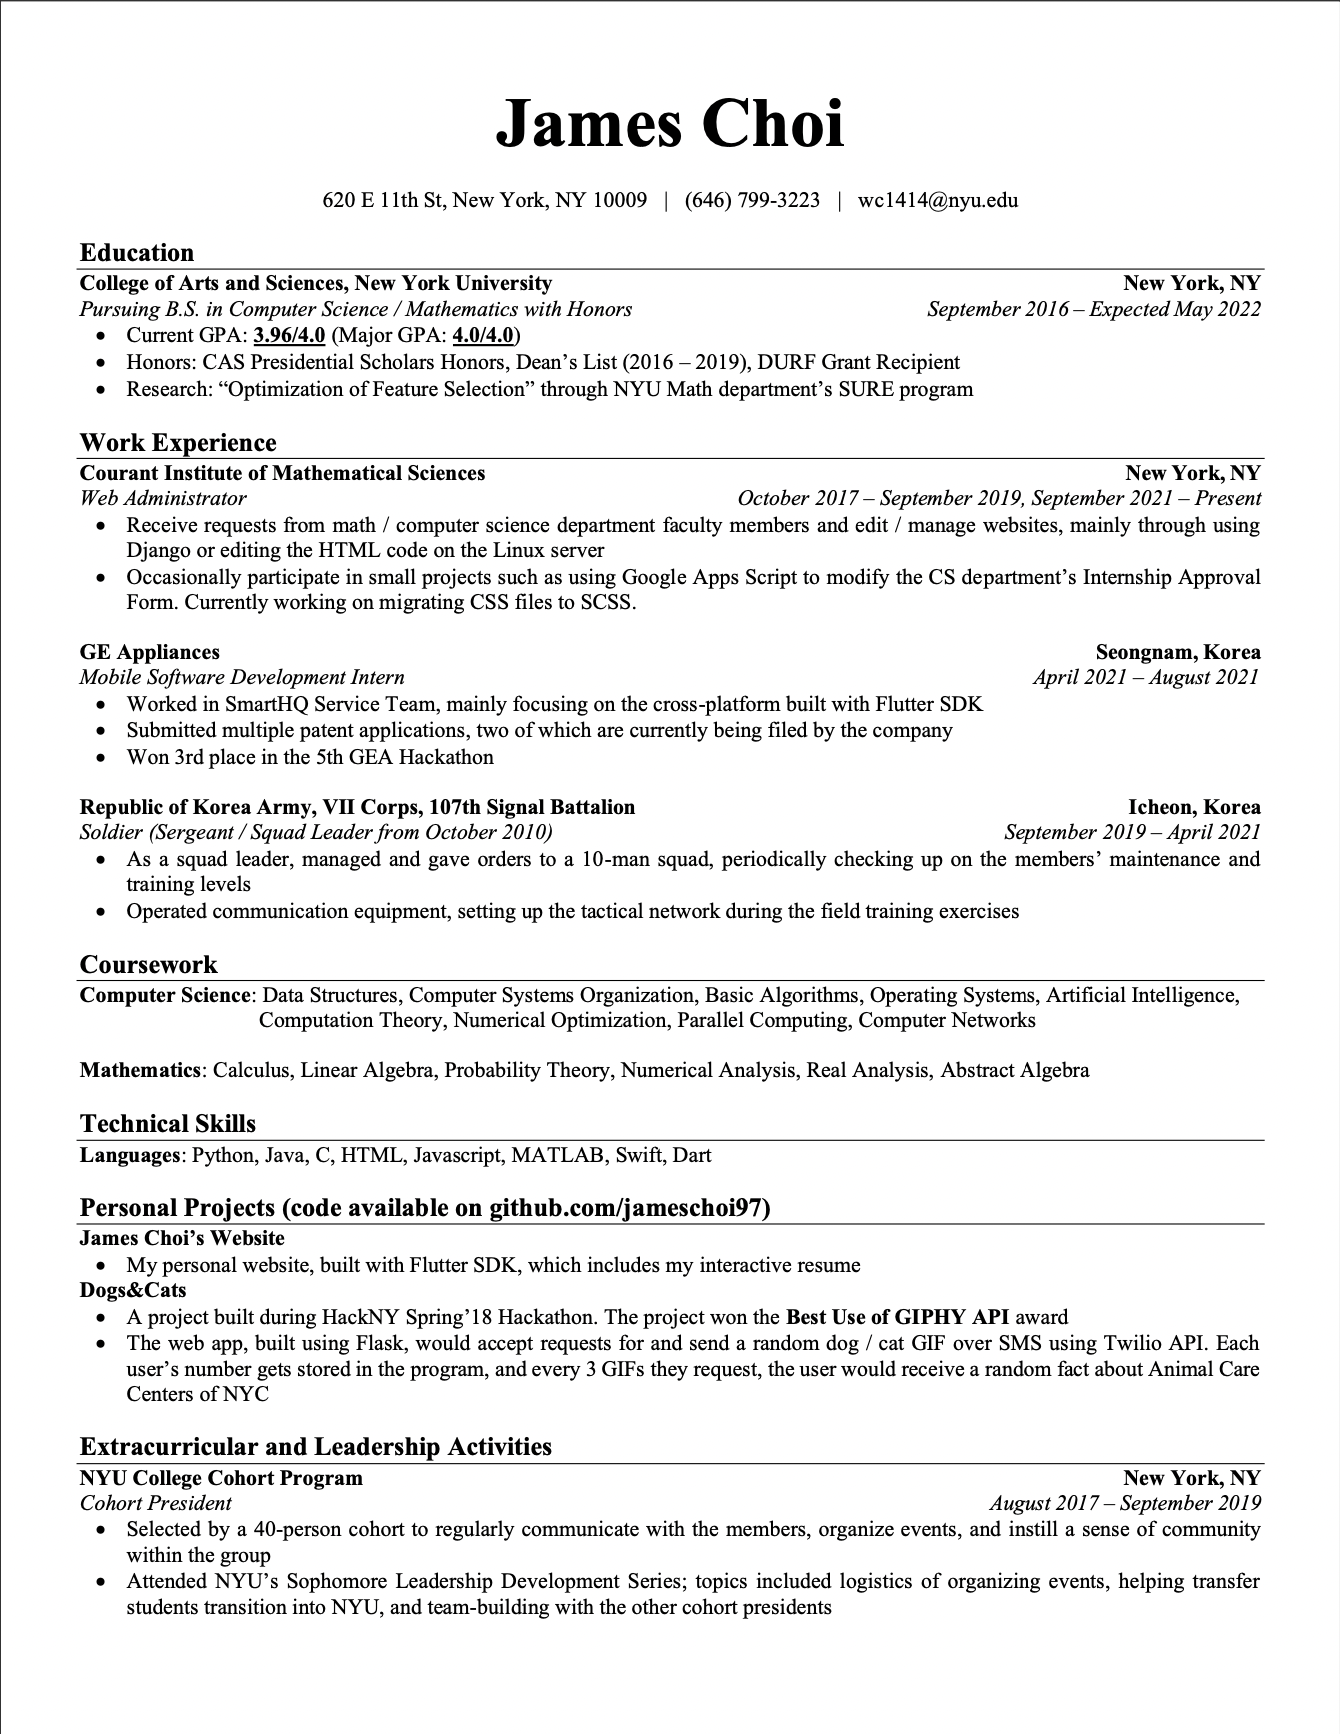 James Choi
620 E 11th St, New York, NY 10009 | (646) 799-3223 | wc1414@nyu.edu
Education
College of Arts and Sciences, New York University New York, NY
Pursuing B.S. in Computer Science / Mathematics with Honors September 2016 – Expected May 2022
• Current GPA: 3.96/4.0 (Major GPA: 4.0/4.0)
• Honors: CAS Presidential Scholars Honors, Dean’s List (2016 – 2019), DURF Grant Recipient
• Research: “Optimization of Feature Selection” through NYU Math department’s SURE program
Work Experience
Courant Institute of Mathematical Sciences New York, NY
Web Administrator October 2017 – September 2019, September 2021 – Present
• Receive requests from math / computer science department faculty members and edit / manage websites, mainly through using
Django or editing the HTML code on the Linux server
• Occasionally participate in small projects such as using Google Apps Script to modify the CS department’s Internship Approval
Form. Currently working on migrating CSS files to SCSS.
GE Appliances Seongnam, Korea
Mobile Software Development Intern April 2021 – August 2021
• Worked in SmartHQ Service Team, mainly focusing on the cross-platform built with Flutter SDK
• Submitted multiple patent applications, two of which are currently being filed by the company
• Won 3rd place in the 5th GEA Hackathon
Republic of Korea Army, VII Corps, 107th Signal Battalion Icheon, Korea
Soldier (Sergeant / Squad Leader from October 2010) September 2019 – April 2021
• As a squad leader, managed and gave orders to a 10-man squad, periodically checking up on the members’ maintenance and
training levels
• Operated communication equipment, setting up the tactical network during the field training exercises
Coursework
Computer Science: Data Structures, Computer Systems Organization, Basic Algorithms, Operating Systems, Artificial Intelligence,
Computation Theory, Numerical Optimization, Parallel Computing, Computer Networks
Mathematics: Calculus, Linear Algebra, Probability Theory, Numerical Analysis, Real Analysis, Abstract Algebra
Technical Skills
Languages: Python, Java, C, HTML, Javascript, MATLAB, Swift, Dart
Personal Projects (code available on github.com/jameschoi97)
James Choi’s Website
• My personal website, built with Flutter SDK, which includes my interactive resume
Dogs&Cats
• A project built during HackNY Spring’18 Hackathon. The project won the Best Use of GIPHY API award
• The web app, built using Flask, would accept requests for and send a random dog / cat GIF over SMS using Twilio API. Each
user’s number gets stored in the program, and every 3 GIFs they request, the user would receive a random fact about Animal Care
Centers of NYC
Extracurricular and Leadership Activities
NYU College Cohort Program New York, NY
Cohort President August 2017 – September 2019
• Selected by a 40-person cohort to regularly communicate with the members, organize events, and instill a sense of community
within the group
• Attended NYU’s Sophomore Leadership Development Series; topics included logistics of organizing events, helping transfer
students transition into NYU, and team-building with the other cohort presidents